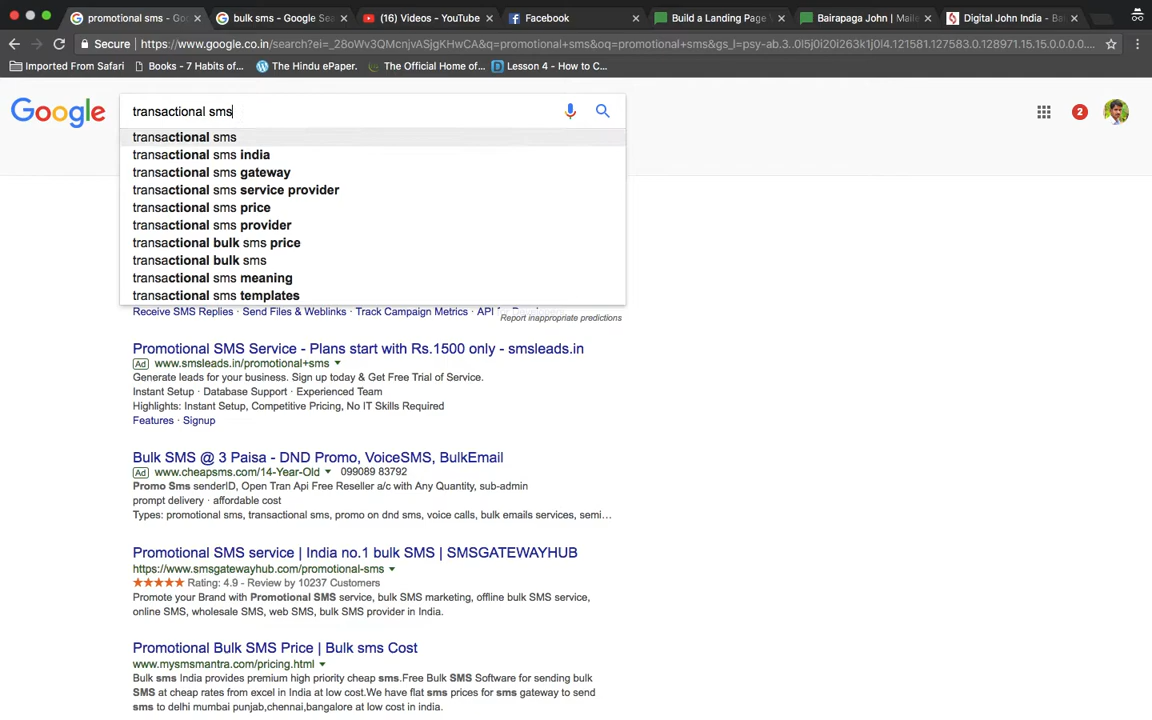 promotional sms - Goo
bulk sms - Google Sea
(16) Videos - YouTube
Facebook
Build a Landing Page
Bairapaga John | Maile
Digital John India - Ba
Secure | https://www.google.co.in/search?ei=_28oWv3QMcnjvASjgKHwCA&q=promotional+sms&oq=promotional+sms&gs_l=psy-ab.3..0l5j0i20i263k1j0l4.121581.127583.0.128971.15.15.0.0.0.0....
Imported From Safari
Books - 7 Habits of...
The Hindu ePaper.
The Official Home of...
Lesson 4 - How to C...
Google
transactional sms
2
transactional sms
transactional sms india
transactional sms gateway
transactional sms service provider
transactional sms price
transactional sms provider
transactional bulk sms price
transactional bulk sms
transactional sms meaning
transactional sms templates
Receive SMS Replies · Send Files & Weblinks · Track Campaign Metrics · API
Report inappropriate predictions
Promotional SMS Service - Plans start with Rs.1500 only - smsleads.in
Ad www.smsleads.in/promotional+sms
Generate leads for your business. Sign up today & Get Free Trial of Service.
Instant Setup · Database Support · Experienced Team
Highlights: Instant Setup, Competitive Pricing, No IT Skills Required
Features · Signup
Bulk SMS @ 3 Paisa - DND Promo, VoiceSMS, BulkEmail
Ad www.cheapsms.com/14-Year-Old 099089 83792
Promo Sms senderID, Open Tran Api Free Reseller a/c with Any Quantity, sub-admin
prompt delivery · affordable cost
Types: promotional sms, transactional sms, promo on dnd sms, voice calls, bulk emails services, semi...
Promotional SMS service | India no.1 bulk SMS | SMSGATEWAYHUB
https://www.smsgatewayhub.com/promotional-sms
Rating: 4.9 - Review by 10237 Customers
Promote your Brand with Promotional SMS service, bulk SMS marketing, offline bulk SMS service,
online SMS, wholesale SMS, web SMS, bulk SMS provider in India.
Promotional Bulk SMS Price | Bulk sms Cost
www.mysmsmantra.com/pricing.html
Bulk sms India provides premium high priority cheap sms.Free Bulk SMS Software for sending bulk
SMS at cheap rates from excel in India at low cost.We have flat sms prices for sms gateway to send
sms to delhi mumbai punjab,chennai,bangalore at low cost in india.